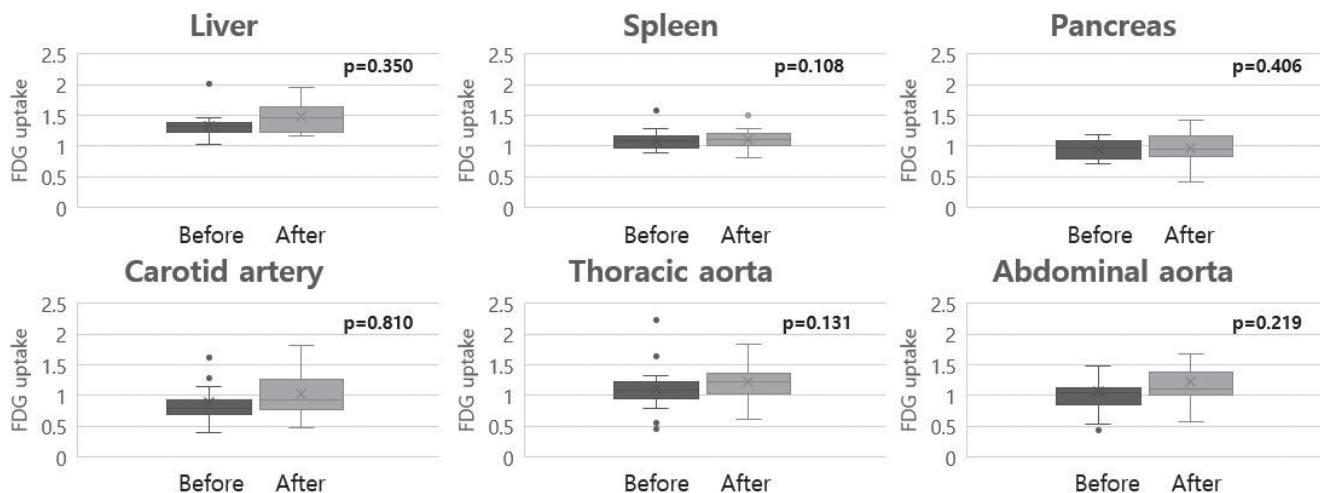 Liver
2.5
2
1.5
1
0.5
0
FDG uptake
p=0.350
Before After
Spleen
2.5
2
1.5
1
0.5
0
FDG uptake
p=0.108
Before After
Pancreas
2.5
2
1.5
1
0.5
0
FDG uptake
p=0.406
Before After
Carotid artery
2.5
2
1.5
1
0.5
0
FDG uptake
p=0.810
Before After
Thoracic aorta
2.5
2
1.5
1
0.5
0
FDG uptake
p=0.131
Before After
Abdominal aorta
2.5
2
1.5
1
0.5
0
FDG uptake
p=0.219
Before After